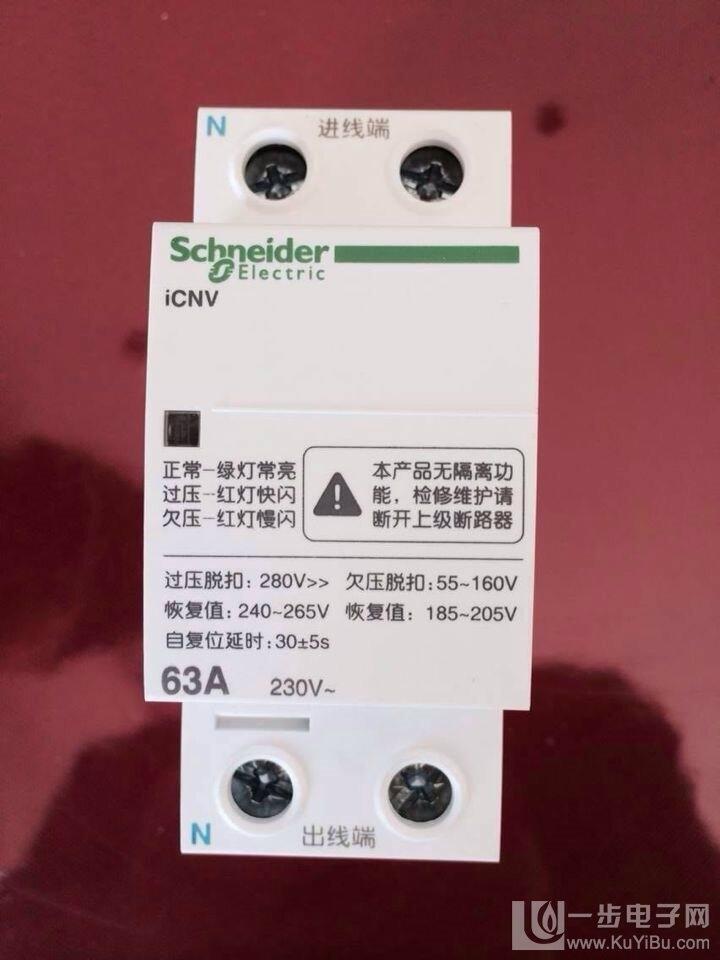 N 进线端
Schneider
Electric
iCNV
正常-绿灯常亮
过压-红灯快闪
欠压-红灯慢闪
本产品无隔离功
能，检修维护请
断开上级断路器
过压脱扣：280V>> 欠压脱扣:55~160V
恢复值: 240~265V 恢复值: 185~205V
自复位延时:30±5s
63A 230V~
N 出线端
一步电子网
www.KuYiBu.com